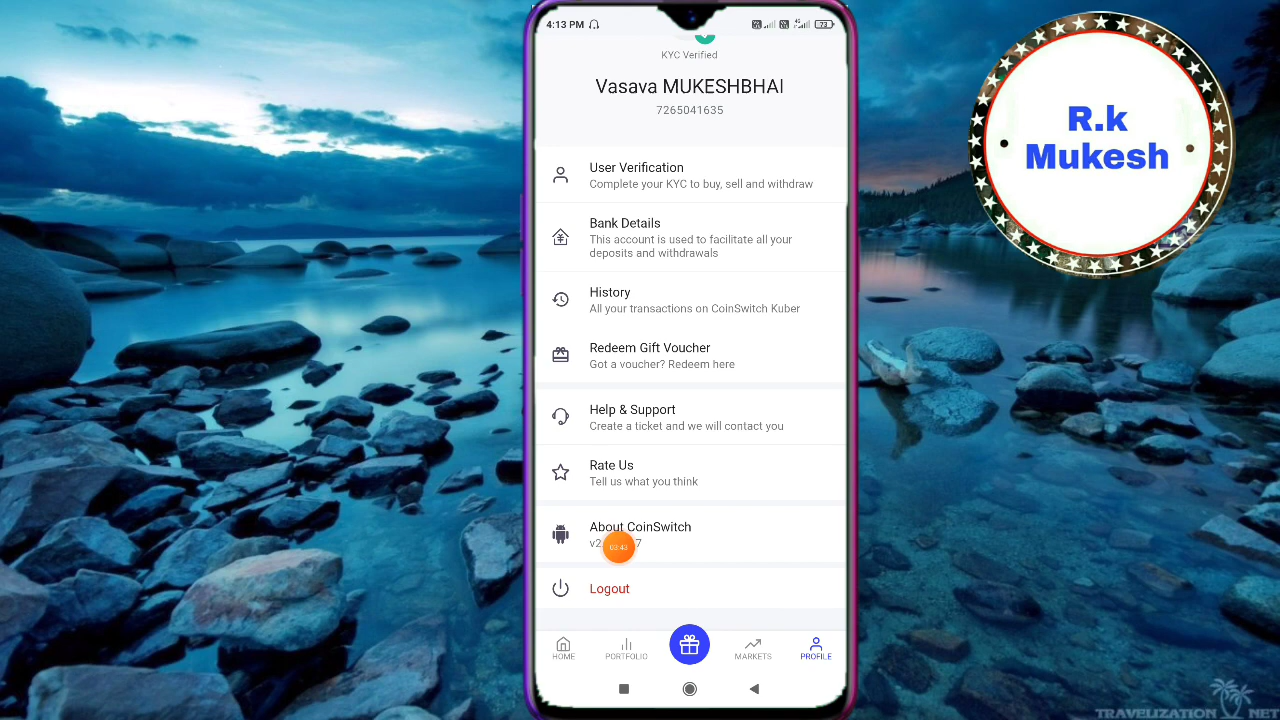 4:13 PM
73
KYC Verified
Vasava MUKESHBHAI
7265041635
User Verification
Complete your KYC to buy, sell and withdraw
Bank Details
This account is used to facilitate all your
deposits and withdrawals
History
All your transactions on CoinSwitch Kuber
Redeem Gift Voucher
Got a voucher? Redeem here
Help & Support
Create a ticket and we will contact you
Rate Us
Tell us what you think
About CoinSwitch
03:43
Logout
HOME
PORTFOLIO
MARKETS
PROFILE
R.k
Mukesh
TRAVELIZATION
NET